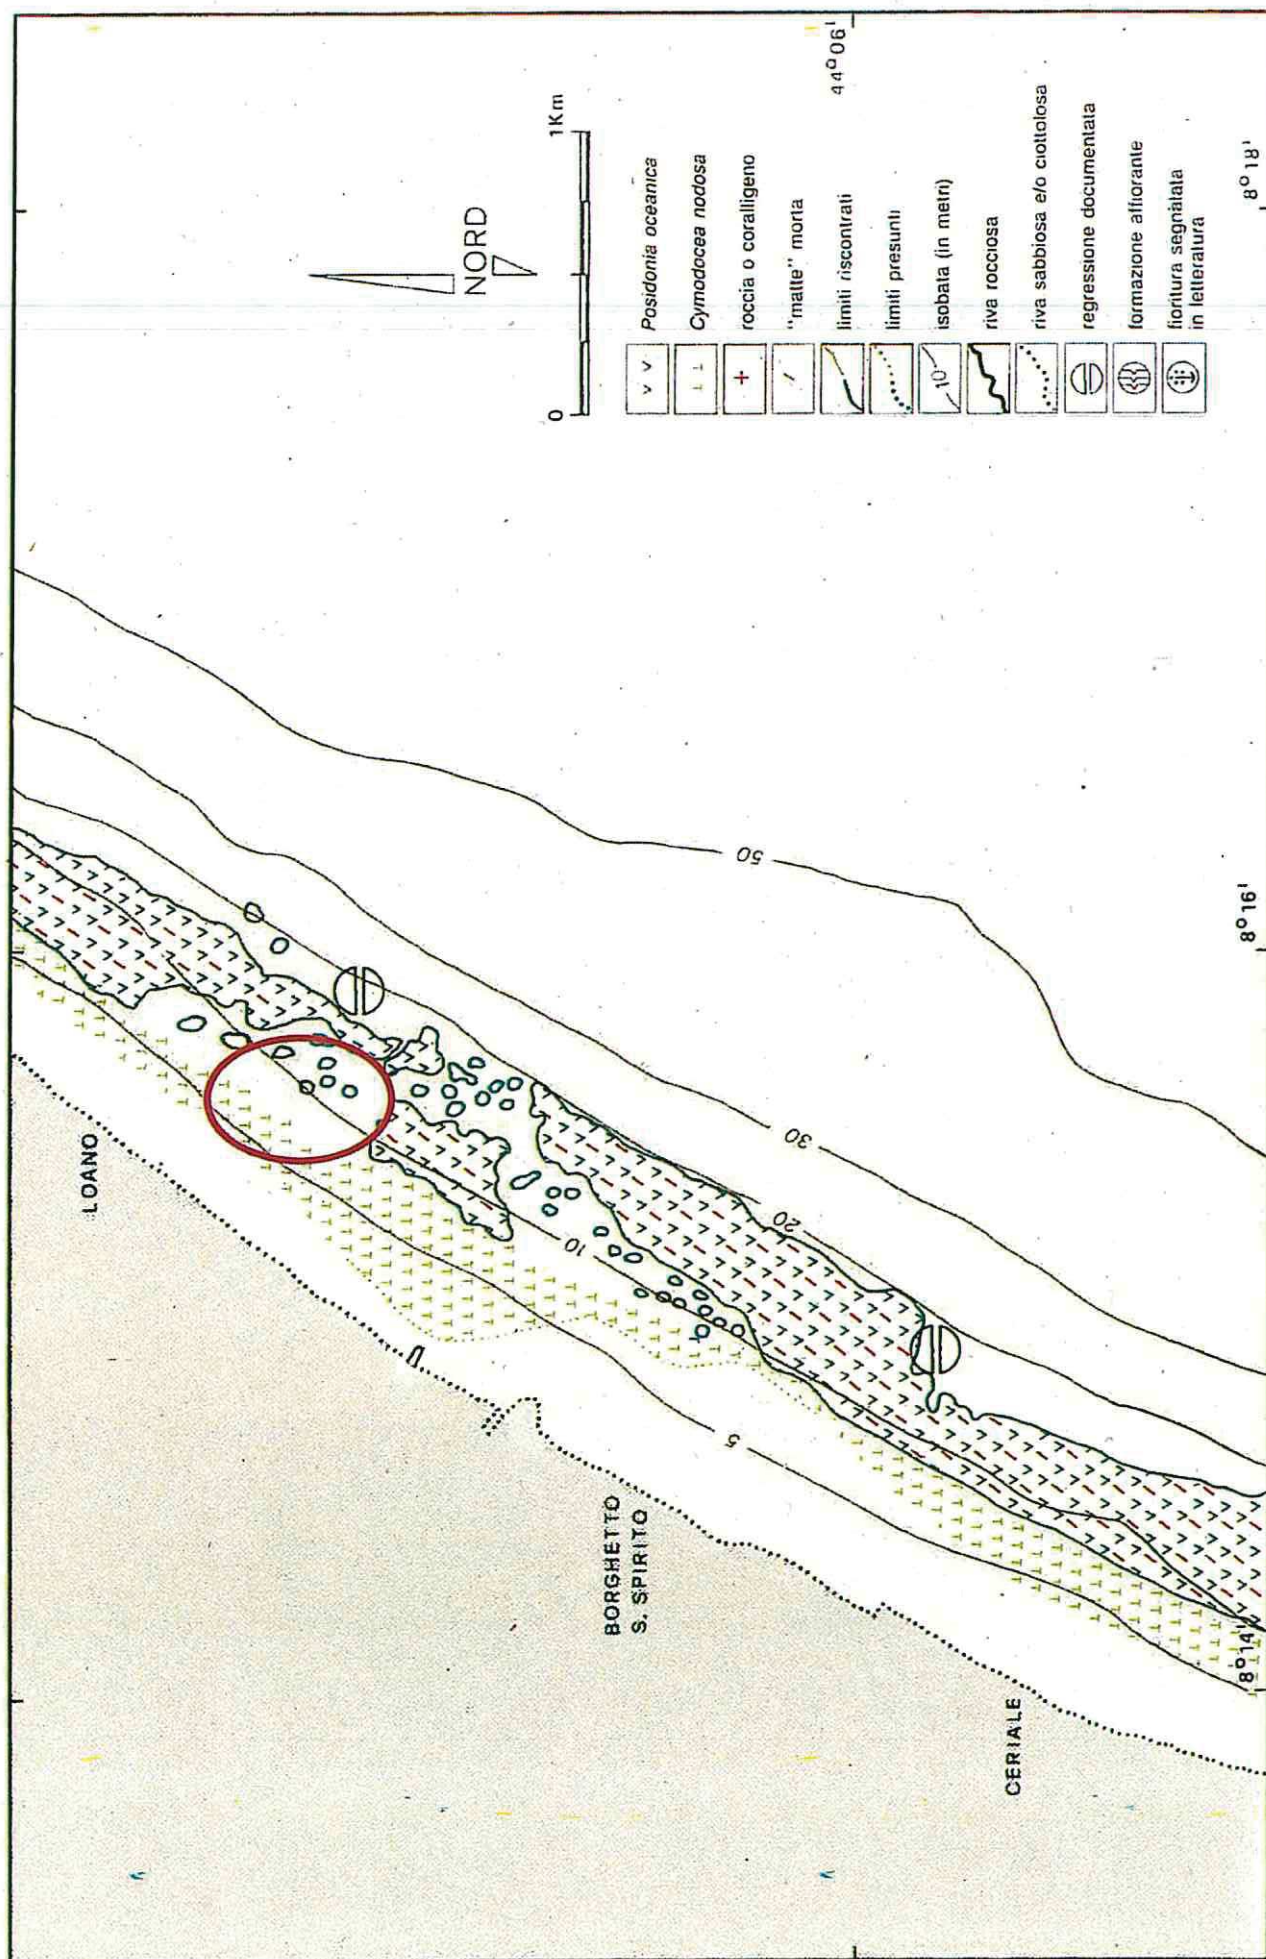 44°06'
NORD
1Km
0
Posidonia oceanica
Cymodocea nodosa
roccia o coralligeno
"matte" morta
limiti riscontrati
limiti presunti
10
isobata (in metri)
riva rocciosa
riva sabbiosa e/o ciottolosa
regressione documentata
formazione affiorante
fioritura segnalata
in letteratura
8°18'
8°16'
8°14'
LOANO
BORGHETTO
S. SPIRITO
CERIALE
50
30
20
10
5